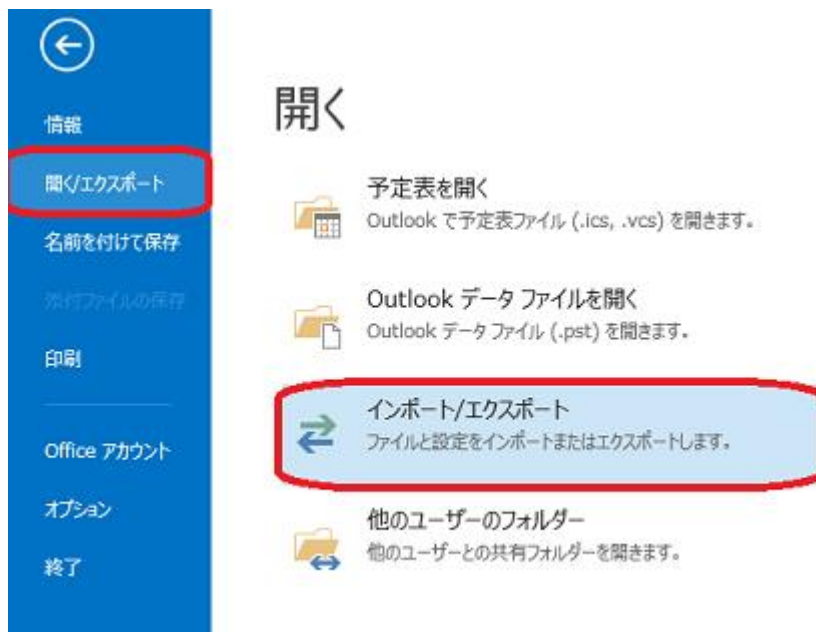 情報
開く/エクスポート
名前を付けて保存
添付ファイルの保存
印刷
Office アカウント
オプション
終了
開く
予定表を開く
Outlook で予定表ファイル (.ics, .vcs) を開きます。
Outlook データ ファイルを開く
Outlook データ ファイル (.pst) を開きます。
インポート/エクスポート
ファイルと設定をインポートまたはエクスポートします。
他のユーザーのフォルダー
他のユーザーとの共有フォルダーを開きます。